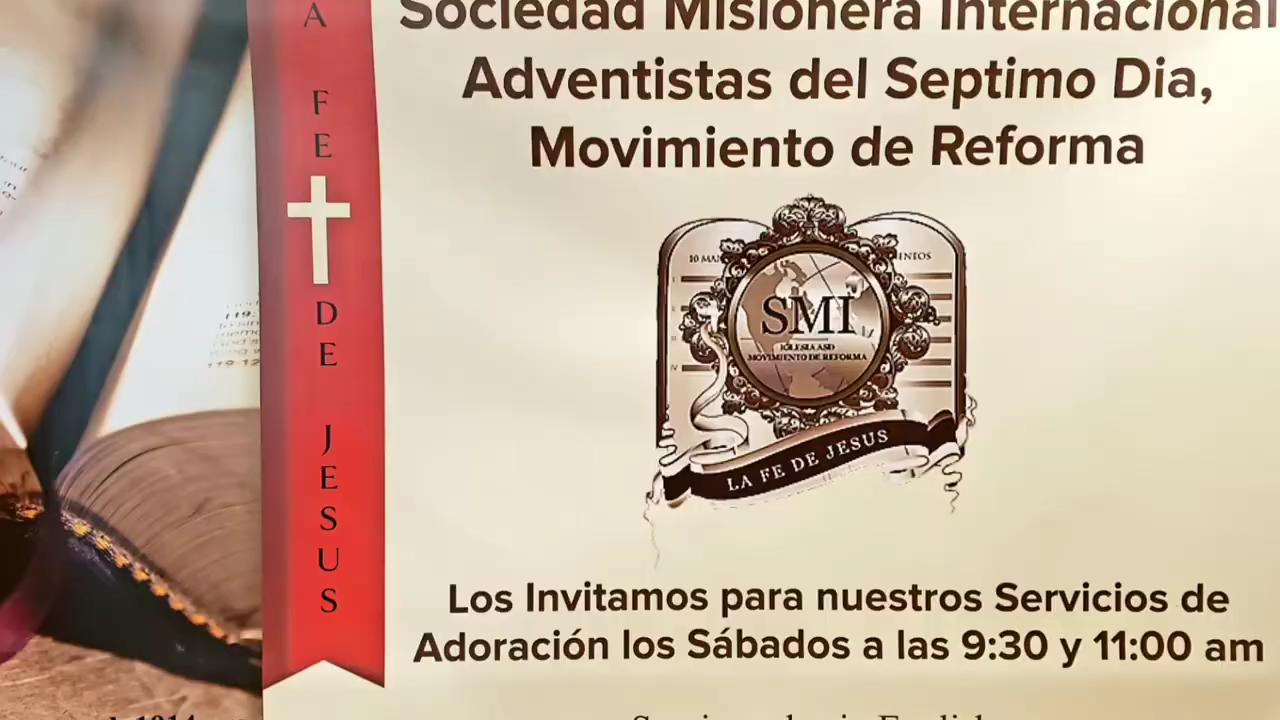 A FE DE JESUS
Sociedad Misionera Internacional
Adventistas del Septimo Dia,
Movimiento de Reforma
SMI
IGLESIA ASD
MOVIMIENTO DE REFORMA
LA FE DE JESUS
Los Invitamos para nuestros Servicios de
Adoración los Sábados a las 9:30 y 11:00 am